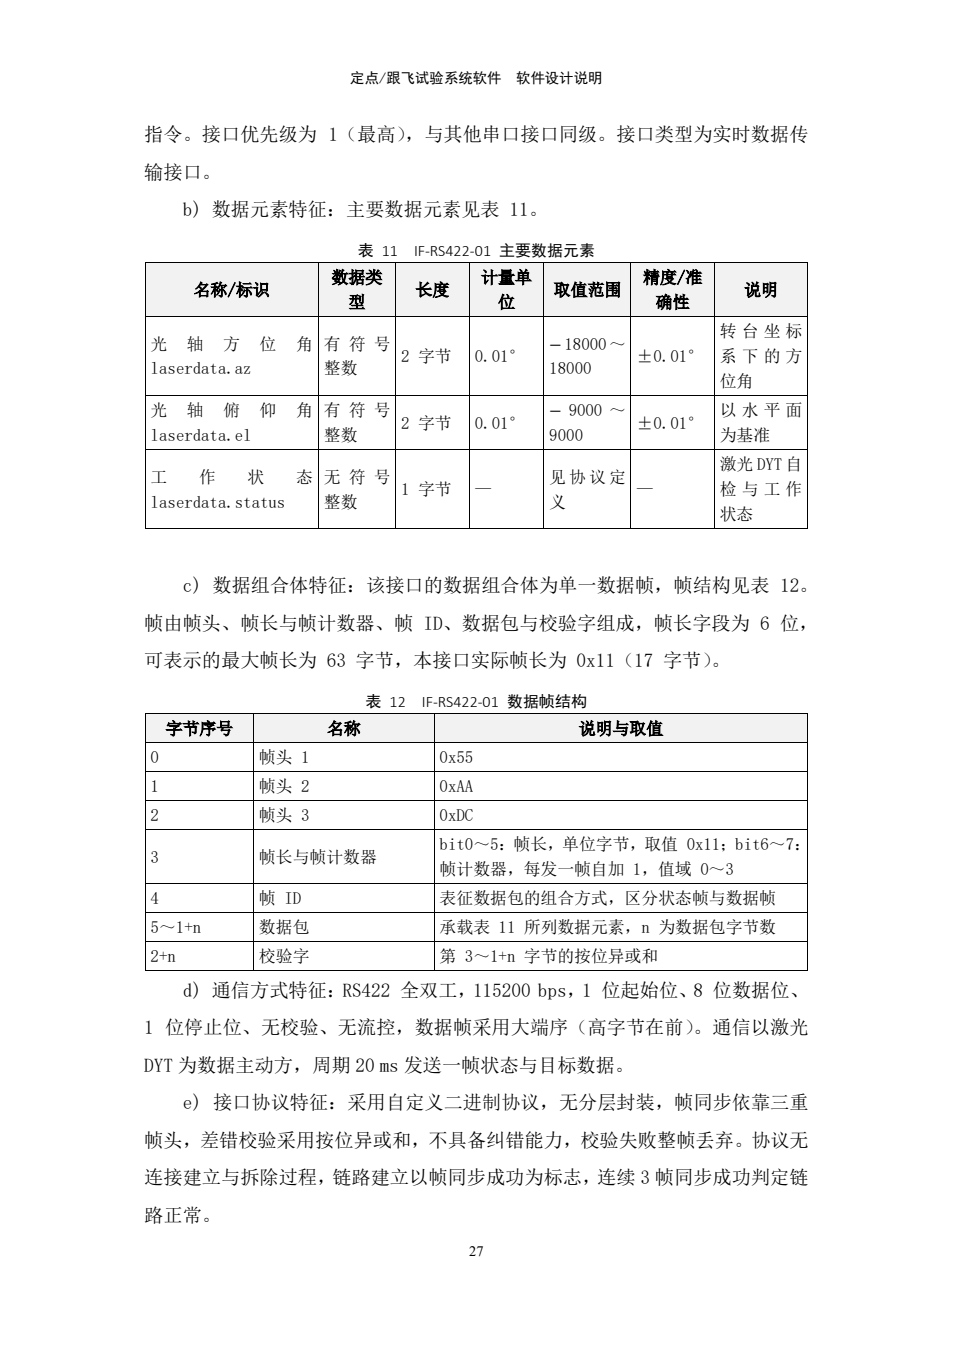 定点/跟飞试验系统软件　软件设计说明
指令。接口优先级为 1（最高），与其他串口接口同级。接口类型为实时数据传
输接口。
b) 数据元素特征：主要数据元素见表 11。
表 11　IF-RS422-01 主要数据元素
名称/标识 数据类型 长度 计量单位 取值范围 精度/准确性 说明
光轴方位角 laserdata.az 有符号整数 2 字节 0.01° －18000～18000 ±0.01° 转台坐标系下的方位角
光轴俯仰角 laserdata.el 有符号整数 2 字节 0.01° －9000～9000 ±0.01° 以水平面为基准
工作状态 laserdata.status 无符号整数 1 字节 — 见协议定义 — 激光DYT自检与工作状态
c) 数据组合体特征：该接口的数据组合体为单一数据帧，帧结构见表 12。
帧由帧头、帧长与帧计数器、帧 ID、数据包与校验字组成，帧长字段为 6 位，
可表示的最大帧长为 63 字节，本接口实际帧长为 0x11（17 字节）。
表 12　IF-RS422-01 数据帧结构
字节序号 名称 说明与取值
0 帧头 1 0x55
1 帧头 2 0xAA
2 帧头 3 0xDC
3 帧长与帧计数器 bit0～5：帧长，单位字节，取值 0x11；bit6～7：帧计数器，每发一帧自加 1，值域 0～3
4 帧 ID 表征数据包的组合方式，区分状态帧与数据帧
5～1+n 数据包 承载表 11 所列数据元素，n 为数据包字节数
2+n 校验字 第 3～1+n 字节的按位异或和
d) 通信方式特征：RS422 全双工，115200 bps，1 位起始位、8 位数据位、
1 位停止位、无校验、无流控，数据帧采用大端序（高字节在前）。通信以激光
DYT 为数据主动方，周期 20 ms 发送一帧状态与目标数据。
e) 接口协议特征：采用自定义二进制协议，无分层封装，帧同步依靠三重
帧头，差错校验采用按位异或和，不具备纠错能力，校验失败整帧丢弃。协议无
连接建立与拆除过程，链路建立以帧同步成功为标志，连续 3 帧同步成功判定链
路正常。
27